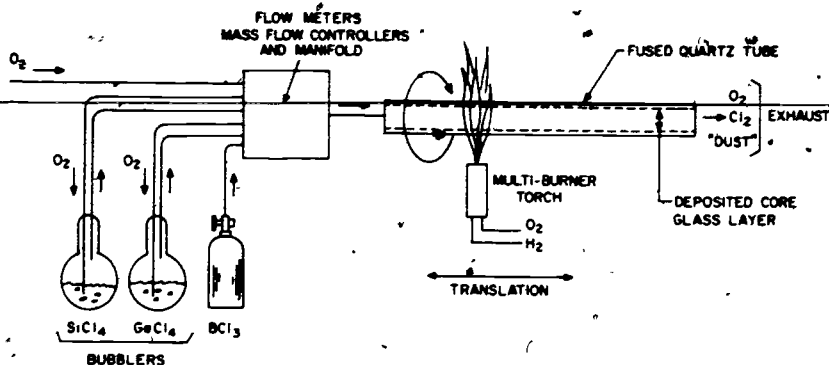 FLOW METERS
MASS FLOW CONTROLLERS
AND MANIFOLD
FUSED QUARTZ TUBE
O₂
O₂
Cl₂
"DUST"
EXHAUST
O₂
O₂
MULTI-BURNER
TORCH
DEPOSITED CORE
GLASS LAYER
O₂
H₂
TRANSLATION
SiCl₄
GeCl₄
BCl₃
BUBBLERS